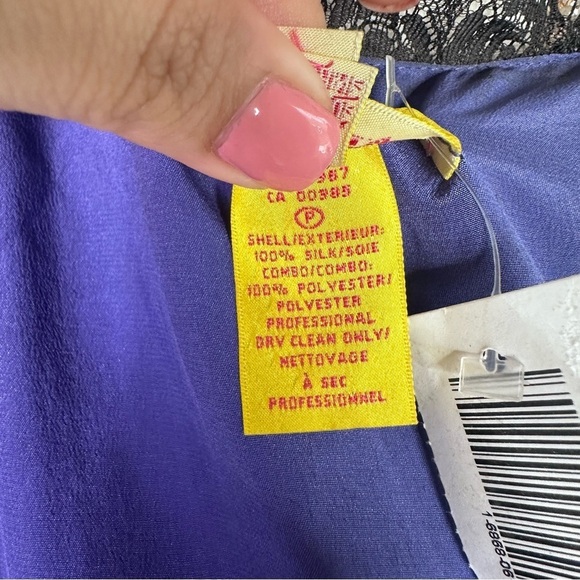 CA 00985
P
SHELL/EXTERIEUR:
100% SILK/SOIE
COMBO/COMBO:
100% POLYESTER/
POLYESTER
PROFESSIONAL
DRY CLEAN ONLY/
NETTOYAGE
À SEC
PROFESSIONNEL